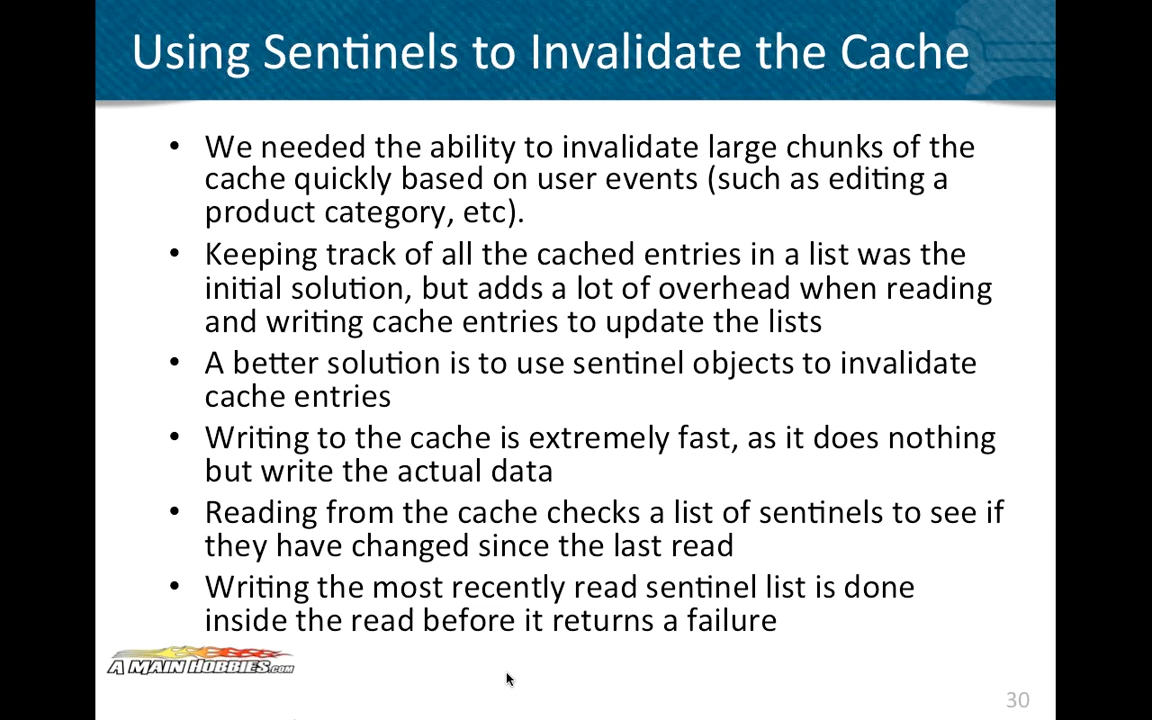 Using Sentinels to Invalidate the Cache
• We needed the ability to invalidate large chunks of the
cache quickly based on user events (such as editing a
product category, etc).
• Keeping track of all the cached entries in a list was the
initial solution, but adds a lot of overhead when reading
and writing cache entries to update the lists
• A better solution is to use sentinel objects to invalidate
cache entries
• Writing to the cache is extremely fast, as it does nothing
but write the actual data
• Reading from the cache checks a list of sentinels to see if
they have changed since the last read
• Writing the most recently read sentinel list is done
inside the read before it returns a failure
A MAIN HOBBIES.COM
30